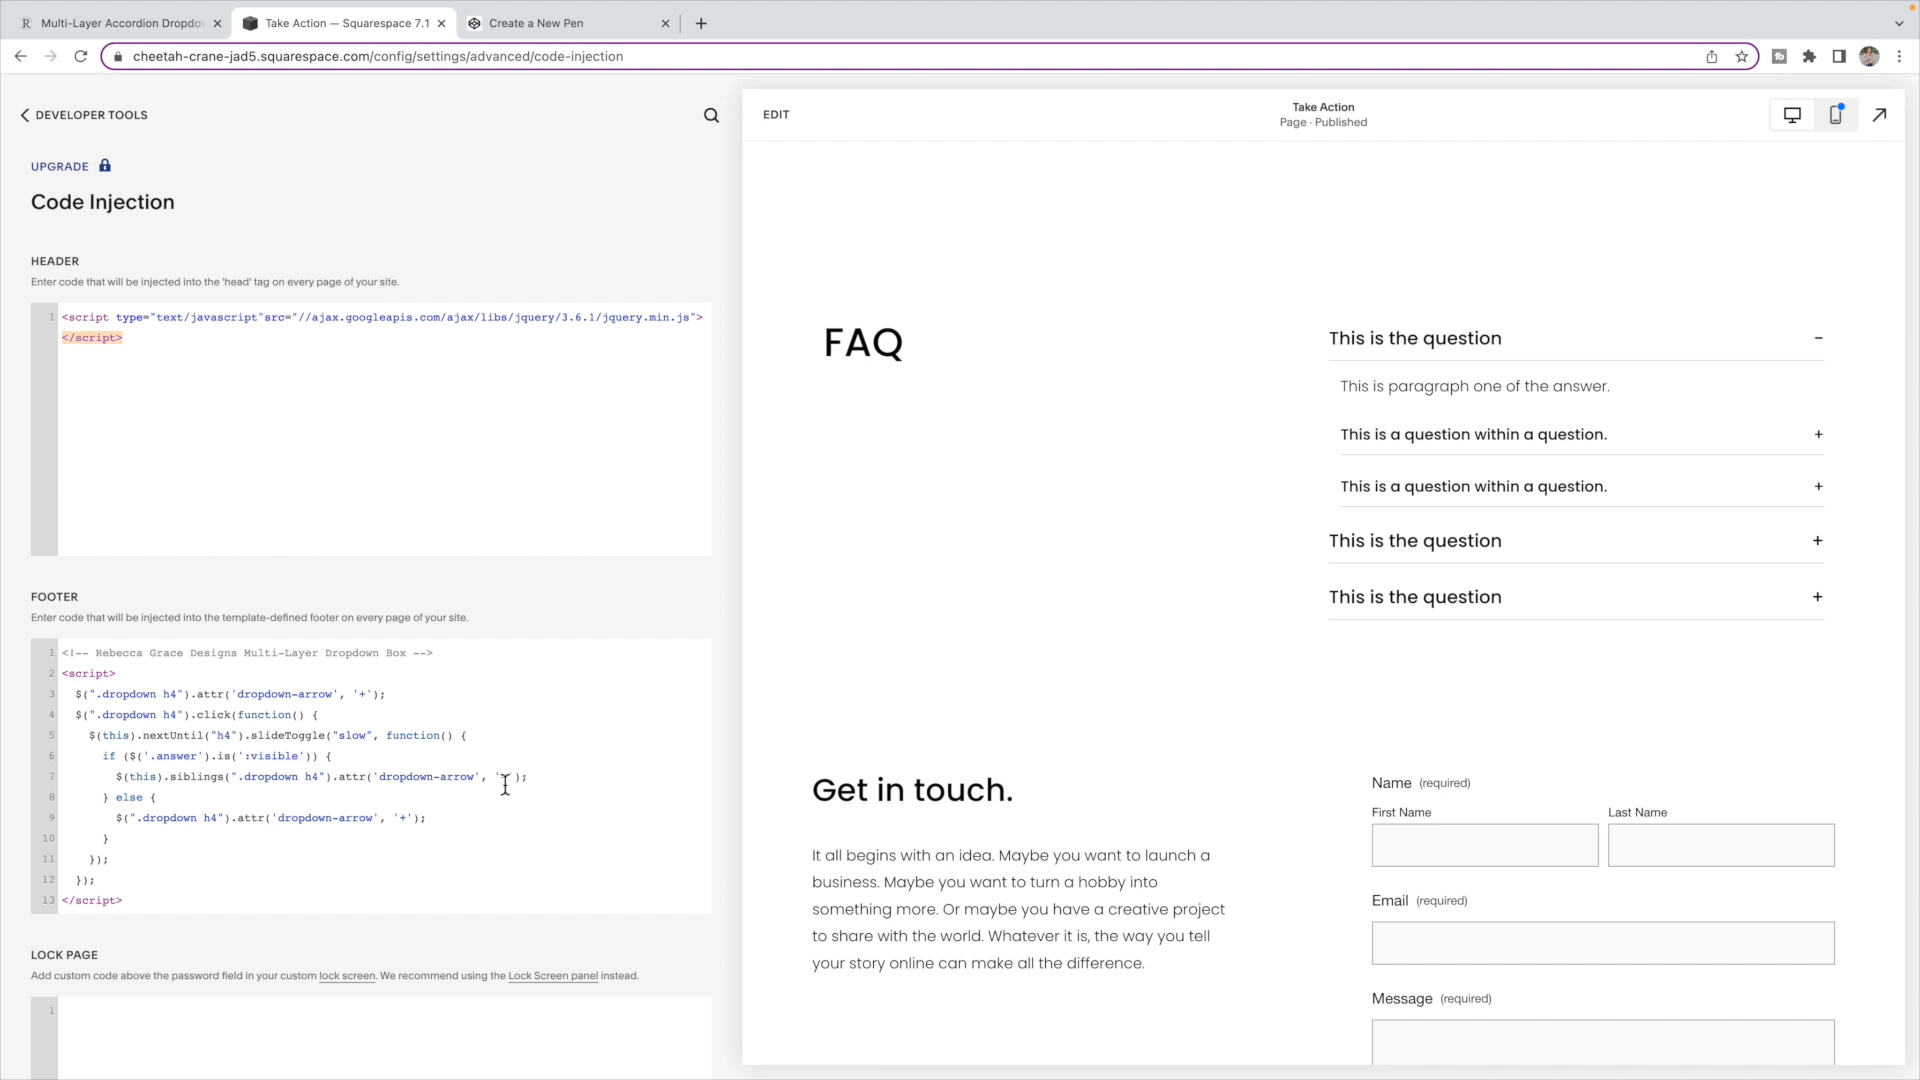 Multi-Layer Accordion Dropdo
Take Action — Squarespace 7.1
Create a New Pen
cheetah-crane-jad5.squarespace.com/config/settings/advanced/code-injection
DEVELOPER TOOLS
UPGRADE
Code Injection
HEADER
Enter code that will be injected into the 'head' tag on every page of your site.
1 <script type="text/javascript"src="//ajax.googleapis.com/ajax/libs/jquery/3.6.1/jquery.min.js">
</script>
FOOTER
Enter code that will be injected into the template-defined footer on every page of your site.
1 <!-- Rebecca Grace Designs Multi-Layer Dropdown Box -->
2 <script>
3 $(".dropdown h4").attr('dropdown-arrow', '+');
4 $(".dropdown h4").click(function() {
5 $(this).nextUntil("h4").slideToggle("slow", function() {
6 if ($('.answer').is(':visible')) {
7 $(this).siblings(".dropdown h4").attr('dropdown-arrow', ' ');
8 } else {
9 $(".dropdown h4").attr('dropdown-arrow', '+');
10 }
11 });
12 });
13 </script>
LOCK PAGE
Add custom code above the password field in your custom lock screen. We recommend using the Lock Screen panel instead.
1
EDIT
Take Action
Page · Published
FAQ
This is the question −
This is paragraph one of the answer.
This is a question within a question. +
This is a question within a question. +
This is the question +
This is the question +
Get in touch.
It all begins with an idea. Maybe you want to launch a
business. Maybe you want to turn a hobby into
something more. Or maybe you have a creative project
to share with the world. Whatever it is, the way you tell
your story online can make all the difference.
Name (required)
First Name
Last Name
Email (required)
Message (required)